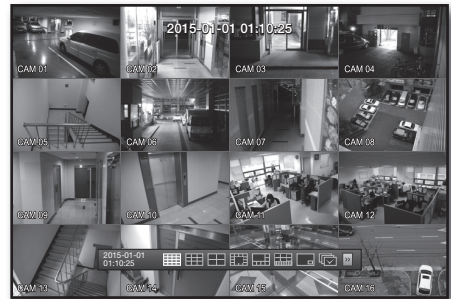 2015-01-01 01:10:25
CAM 01
CAM 02
CAM 03
CAM 04
CAM 05
CAM 06
CAM 07
CAM 08
CAM 09
CAM 10
CAM 11
CAM 12
2015-01-01
01:10:25
CAM 13
CAM 14
CAM 15
CAM 16